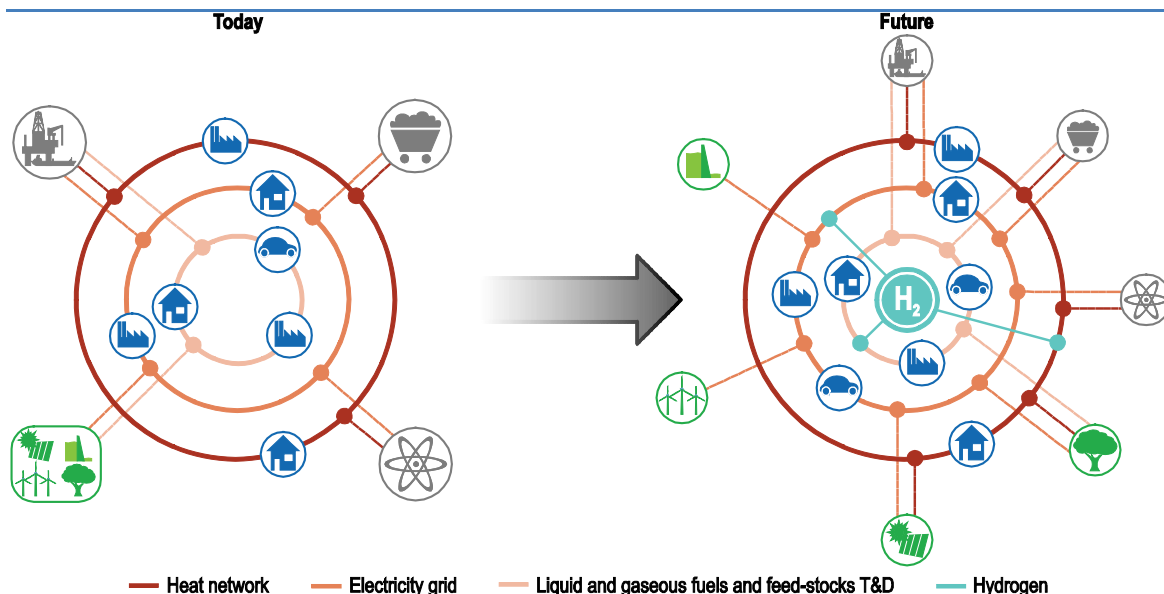 Today
Future
H2
Heat network
Electricity grid
Liquid and gaseous fuels and feed-stocks T&D
Hydrogen